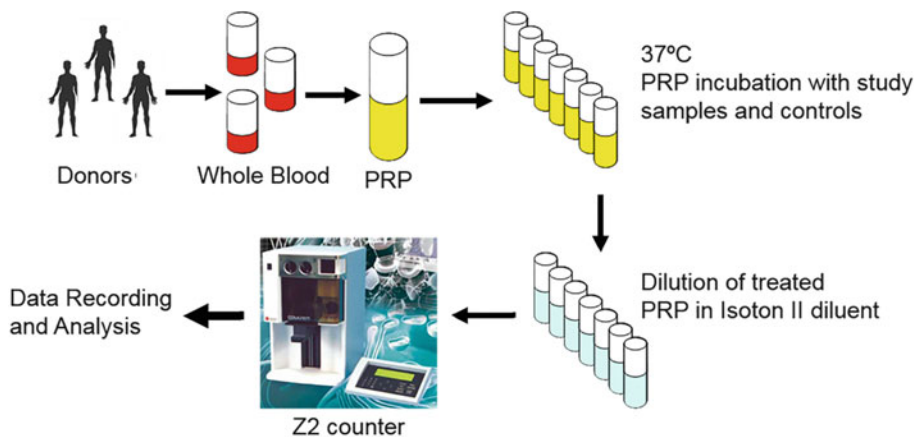 37ºC
PRP incubation with study
samples and controls
Donors
Whole Blood
PRP
Dilution of treated
PRP in Isoton II diluent
Data Recording
and Analysis
Z2 counter